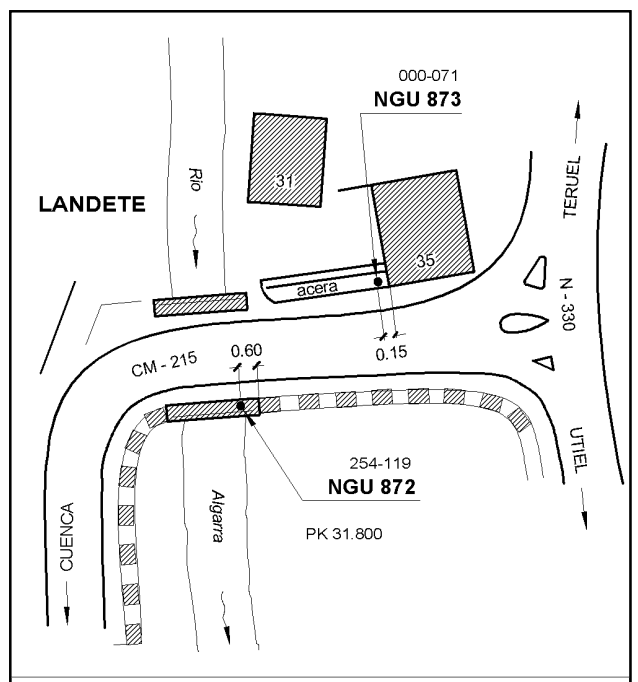 000-071
NGU 873
TERUEL
Rio
31
LANDETE
35
acera
N - 330
CM - 215
0.60
0.15
254-119
NGU 872
UTIEL
Algarra
CUENCA
PK 31.800